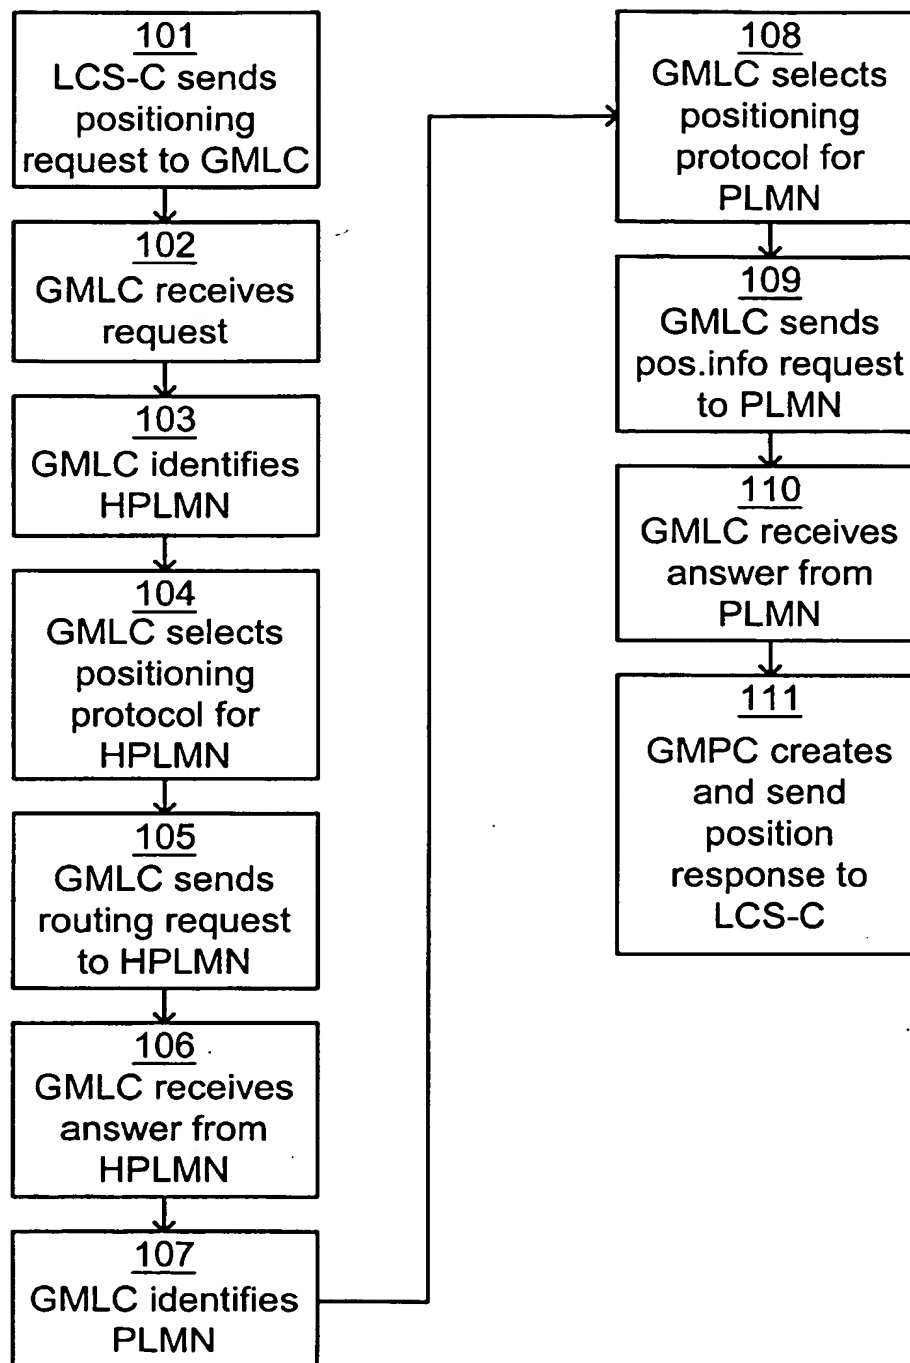 101
LCS-C sends
positioning
request to GMLC
102
GMLC receives
request
103
GMLC identifies
HPLMN
104
GMLC selects
positioning
protocol for
HPLMN
105
GMLC sends
routing request
to HPLMN
106
GMLC receives
answer from
HPLMN
107
GMLC identifies
PLMN
108
GMLC selects
positioning
protocol for
PLMN
109
GMLC sends
pos.info request
to PLMN
110
GMLC receives
answer from
PLMN
111
GMPC creates
and send
position
response to
LCS-C